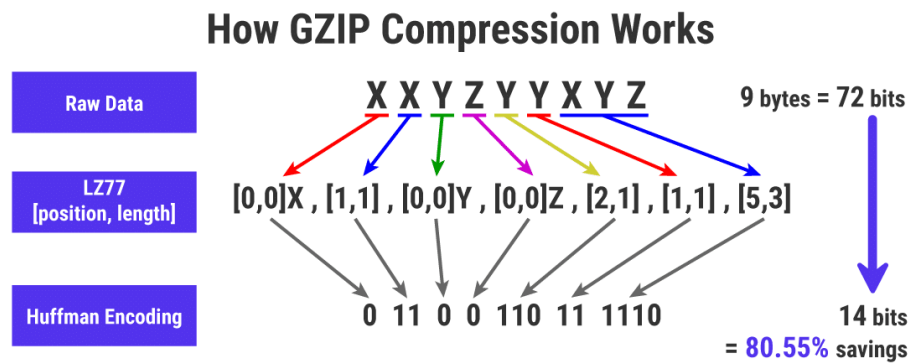 How GZIP Compression Works
Raw Data
X X Y Z Y Y X Y Z
9 bytes = 72 bits
LZ77
[position, length]
[0,0]X , [1,1] , [0,0]Y , [0,0]Z , [2,1] , [1,1] , [5,3]
Huffman Encoding
0 11 0 0 110 11 1110
14 bits
= 80.55% savings